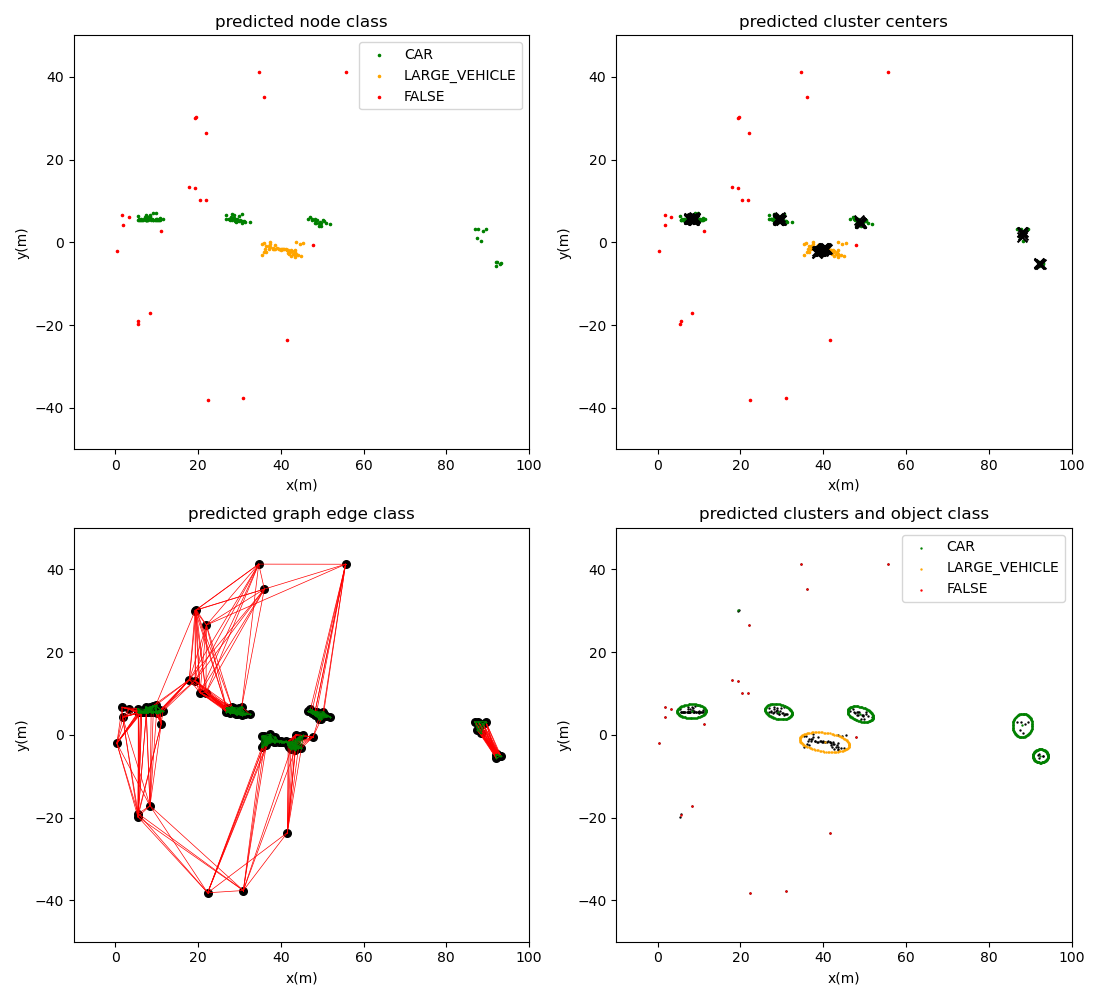 predicted node class
CAR
LARGE_VEHICLE
FALSE
40
20
0
−20
−40
y(m)
0 20 40 60 80 100
x(m)
predicted cluster centers
40
20
0
−20
−40
y(m)
0 20 40 60 80 100
x(m)
predicted graph edge class
40
20
0
−20
−40
y(m)
0 20 40 60 80 100
x(m)
predicted clusters and object class
CAR
LARGE_VEHICLE
FALSE
40
20
0
−20
−40
y(m)
0 20 40 60 80 100
x(m)